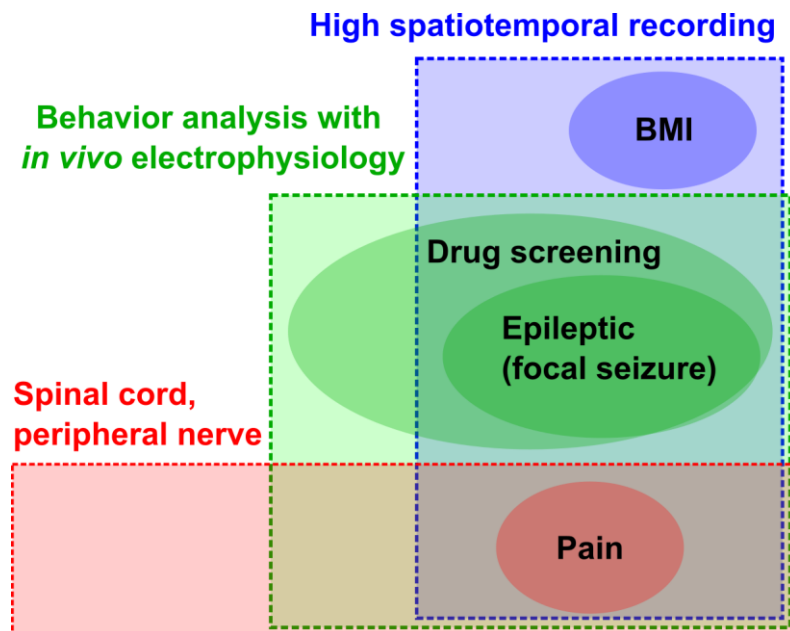 High spatiotemporal recording
Behavior analysis with
in vivo electrophysiology
BMI
Drug screening
Epileptic
(focal seizure)
Spinal cord,
peripheral nerve
Pain